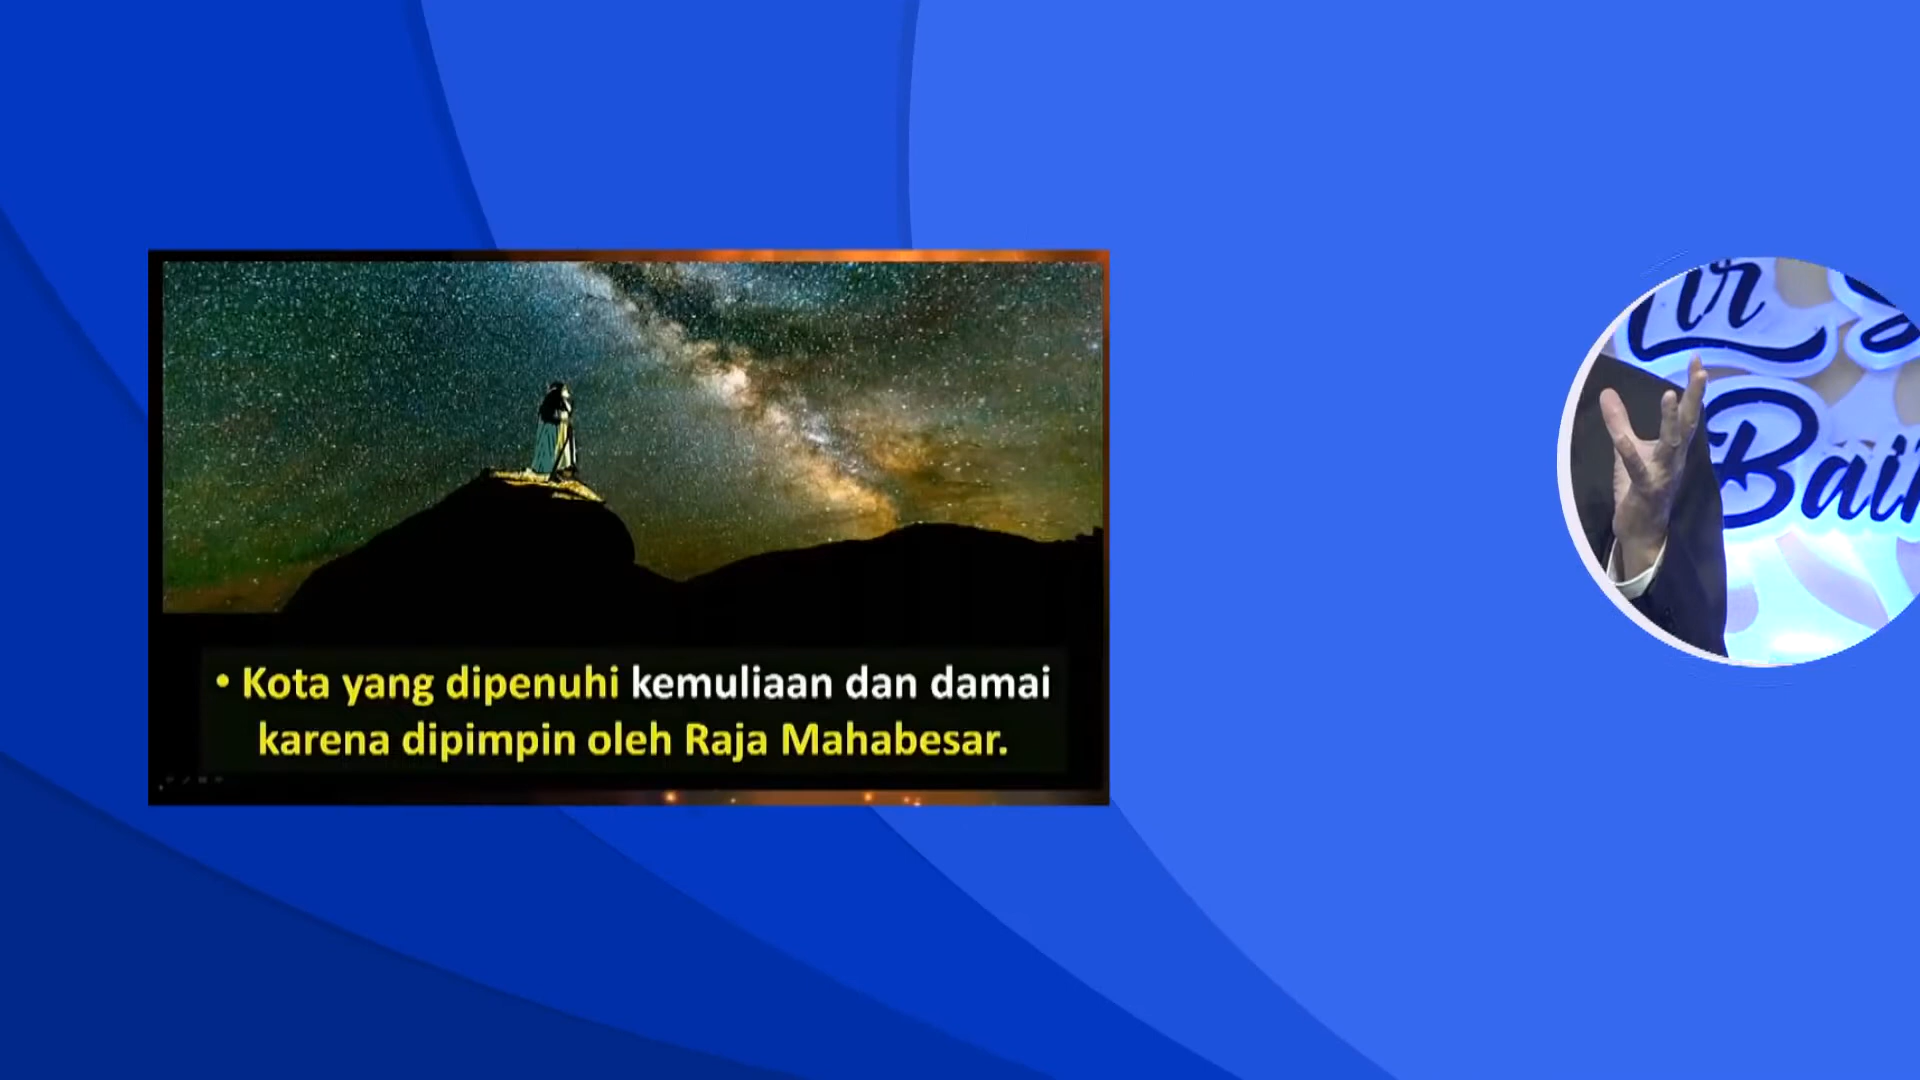 • Kota yang dipenuhi kemuliaan dan damai
karena dipimpin oleh Raja Mahabesar.